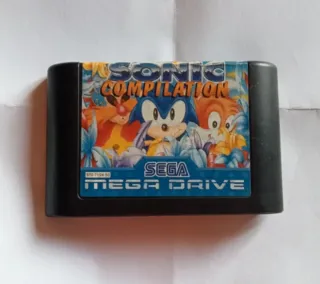 SONIC
COMPILATION
SEGA
MEGA DRIVE